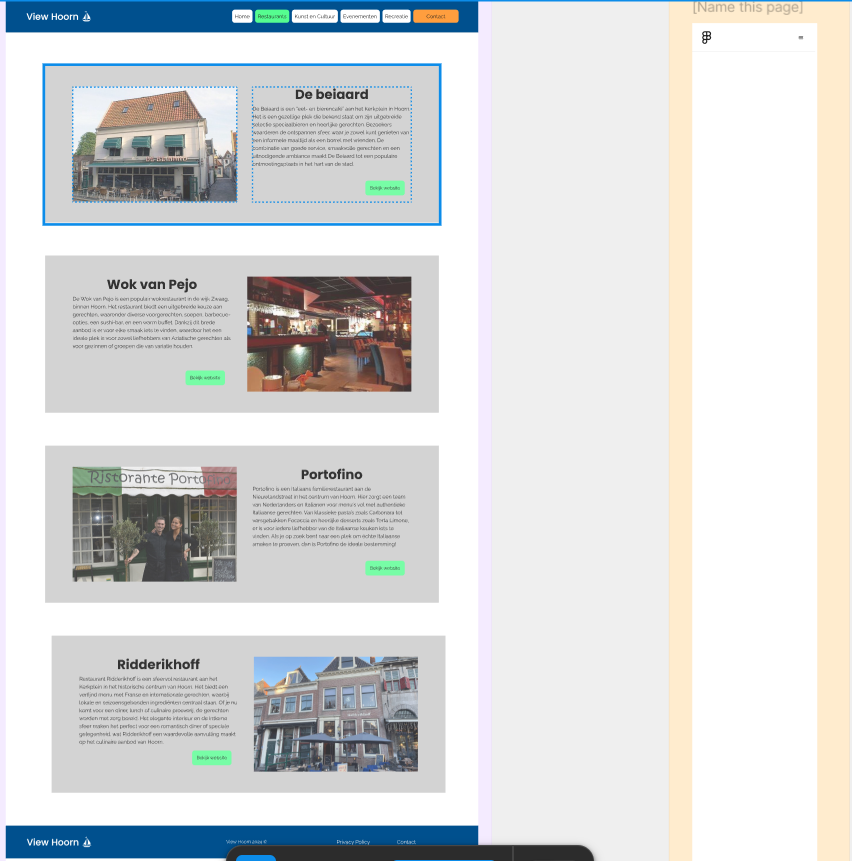 [Name this page]
View Hoorn
Home
Restaurants
Kunst en Cultuur
Evenementen
Recreatie
Contact
De beiaard
De Beiaard is een "eet- en bierencafé" aan het Kerkplein in Hoorn.
Het is een gezellige plek die bekend staat om zijn uitgebreide
selectie speciaalbieren en heerlijke gerechten. Bezoekers
waarderen de ontspannen sfeer, waar je zowel kunt genieten van
een informele maaltijd als een borrel met vrienden. De
combinatie van goede service, smaakvolle gerechten en een
uitnodigende ambiance maakt De Beiaard tot een populaire
ontmoetingsplaats in het hart van de stad.
Bekijk website
Wok van Pejo
De Wok van Pejo is een populair wokrestaurant in de wijk Zwaag,
binnen Hoorn. Het restaurant biedt een uitgebreide keuze aan
gerechten, waaronder diverse voorgerechten, soepen, barbecue-
opties, een sushi-bar, en een warm buffet. Dankzij dit brede
aanbod is er voor elke smaak iets te vinden, waardoor het een
ideale plek is voor zowel liefhebbers van Aziatische gerechten als
voor gezinnen of groepen die van variatie houden.
Bekijk website
Ristorante Portofino
Portofino
Portofino is een Italiaans familierestaurant aan de
Nieuwlandstraat in het centrum van Hoorn. Hier zorgt een team
van Nederlanders en Italianen voor menu's vol met authentieke
Italiaanse gerechten. Van klassieke pasta's zoals Carbonara tot
versgebakken Focaccia en heerlijke desserts zoals Torta Limone,
er is voor iedere liefhebber van de Italiaanse keuken iets te
vinden. Als je op zoek bent naar een plek om échte Italiaanse
smaken te proeven, dan is Portofino de ideale bestemming!
Bekijk website
Ridderikhoff
Restaurant Ridderikhoff is een sfeervol restaurant aan het
Kerkplein in het historische centrum van Hoorn. Het biedt een
verfijnd menu met Franse en internationale gerechten, waarbij
lokale en seizoensgebonden ingrediënten centraal staan. Of je nu
komt voor een diner, lunch of culinaire proeverij, de gerechten
worden met zorg bereid. Het elegante interieur en de intieme
sfeer maken het perfect voor een romantisch diner of speciale
gelegenheid, wat Ridderikhoff een waardevolle aanvulling maakt
op het culinaire aanbod van Hoorn.
Bekijk website
View Hoorn
View Hoorn 2024 ©
Privacy Policy
Contact